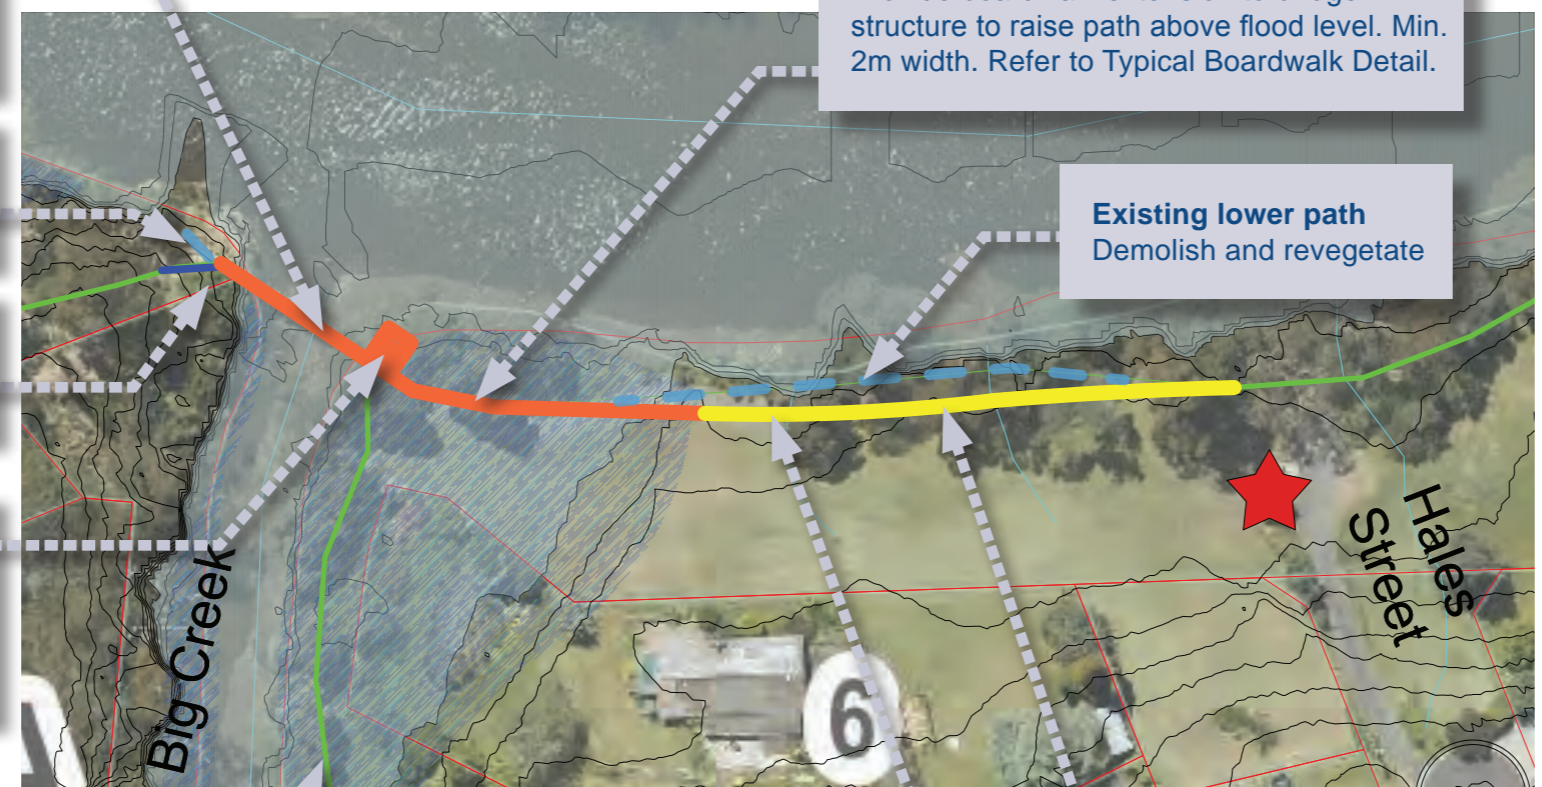 structure to raise path above flood level. Min.
2m width. Refer to Typical Boardwalk Detail.
Existing lower path
Demolish and revegetate
Hales
Street
Big Creek
6